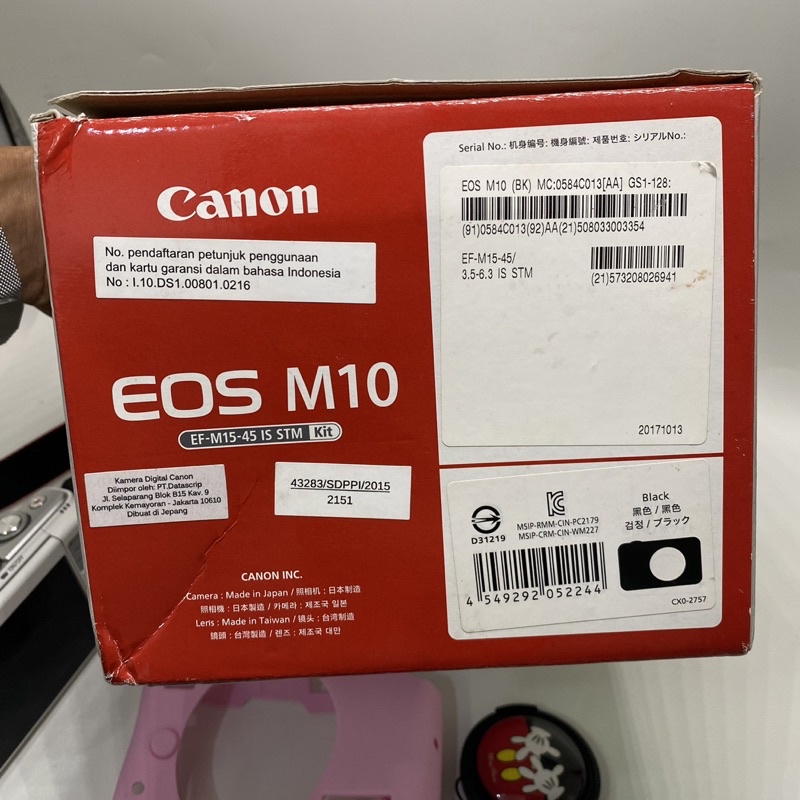 Canon
No. pendaftaran petunjuk penggunaan
dan kartu garansi dalam bahasa Indonesia
No : I.10.DS1.00801.0216
EOS M10
EF-M15-45 IS STM Kit
Kamera Digital Canon
Diimpor oleh: PT.Datascrip
Jl. Selaparang Blok B15 Kav. 9
Komplek Kemayoran - Jakarta 10610
Dibuat di Jepang
43283/SDPPI/2015
2151
CANON INC.
Camera : Made in Japan / 照相机 : 日本制造
照相機 : 日本製造 / 카메라 : 제조국 일본
Lens : Made in Taiwan / 镜头 : 台湾制造
鏡頭 : 台灣製造 / 렌즈 : 제조국 대만
Serial No.: 机身编号: 機身編號: 제품번호: シリアルNo.:
EOS M10 (BK) MC:0584C013[AA] GS1-128:
(91)0584C013(92)AA(21)508033003354
EF-M15-45/
3.5-6.3 IS STM
(21)573208026941
20171013
D31219
MSIP-RMM-CIN-PC2179
MSIP-CRM-CIN-WM227
4 549292 052244
Black
黑色 / 黑色
검정 / ブラック
CX0-2757